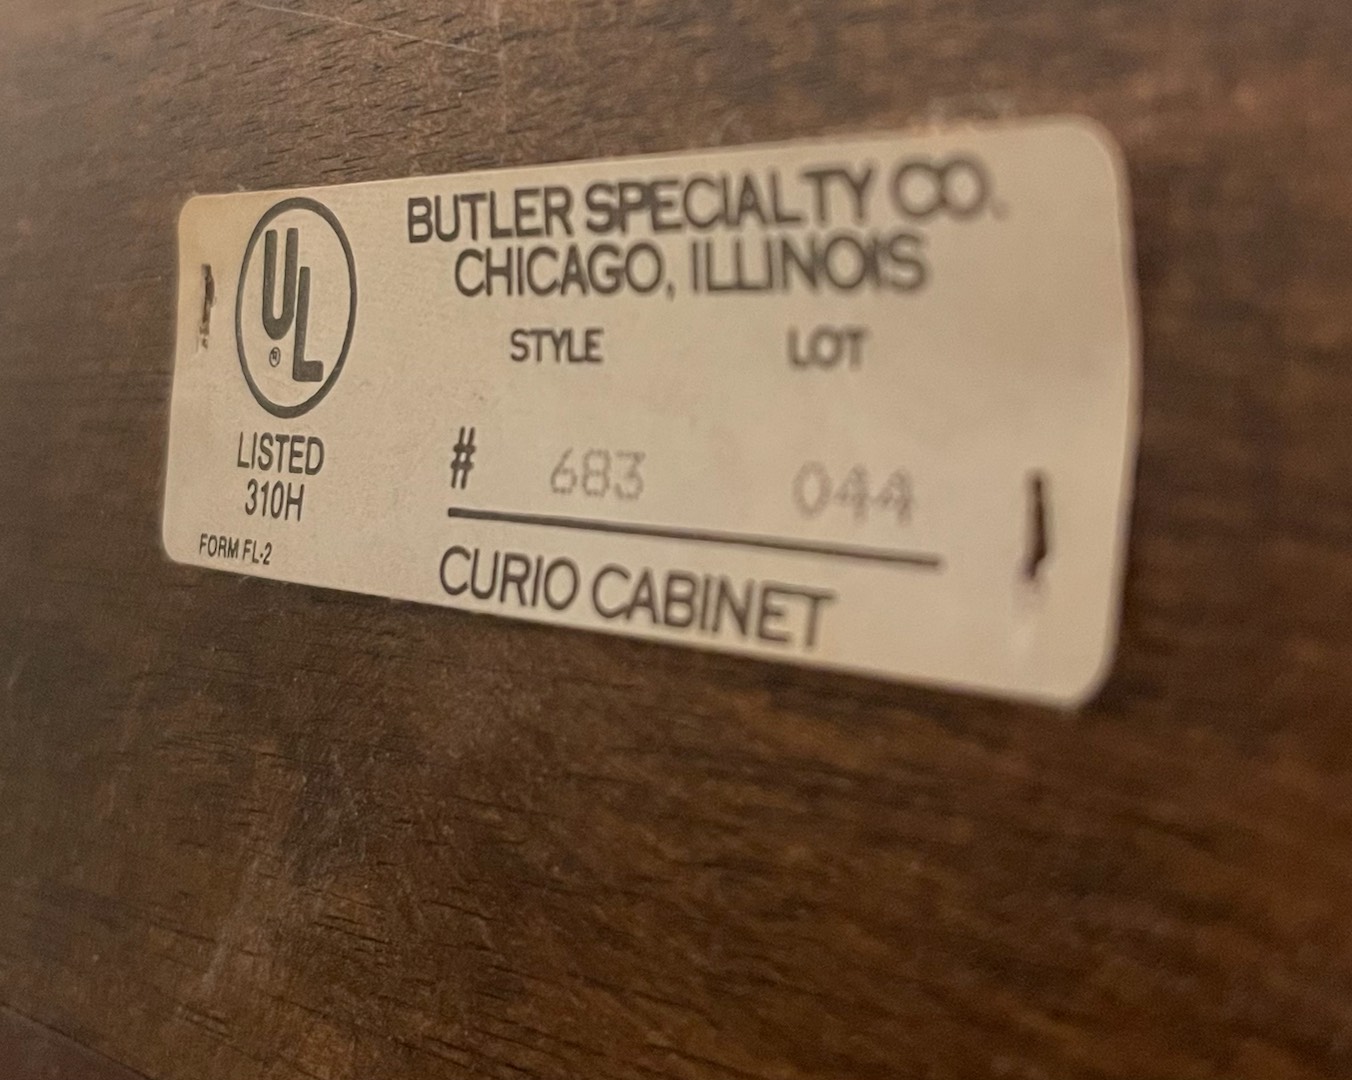 UL
®
LISTED
310H
FORM FL-2
BUTLER SPECIALTY CO.
CHICAGO, ILLINOIS
STYLE LOT
# 683 044
CURIO CABINET